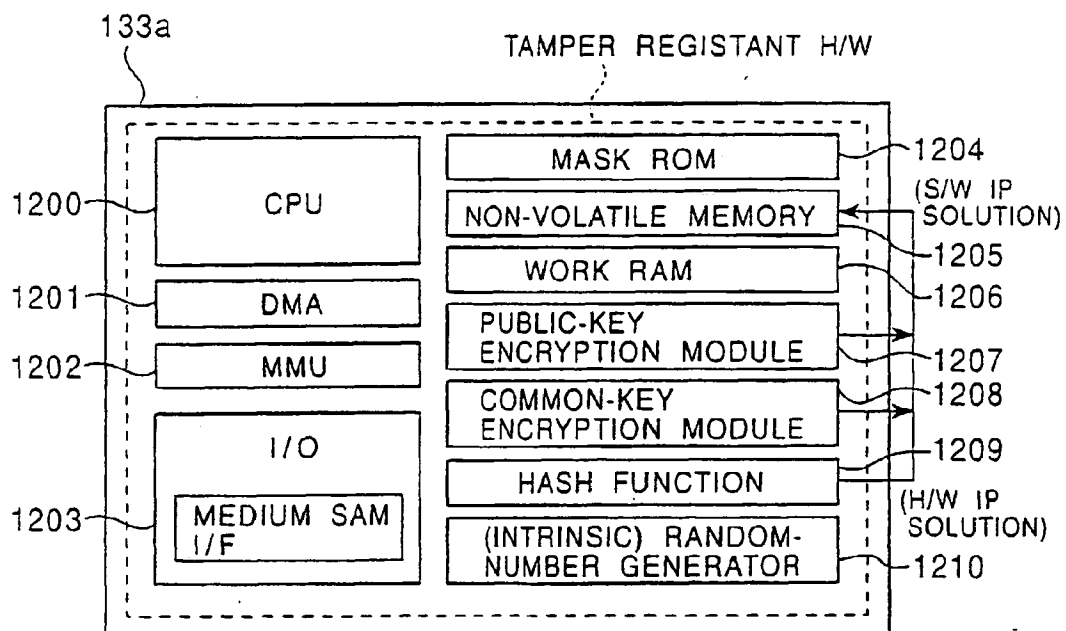 133a
TAMPER REGISTANT H/W
CPU
1200
DMA
1201
MMU
1202
I/O
MEDIUM SAM
I/F
1203
MASK ROM
1204
(S/W IP
SOLUTION)
NON-VOLATILE MEMORY
1205
WORK RAM
1206
PUBLIC-KEY
ENCRYPTION MODULE
1207
COMMON-KEY
ENCRYPTION MODULE
1208
HASH FUNCTION
1209
(H/W IP
SOLUTION)
(INTRINSIC) RANDOM-
NUMBER GENERATOR
1210